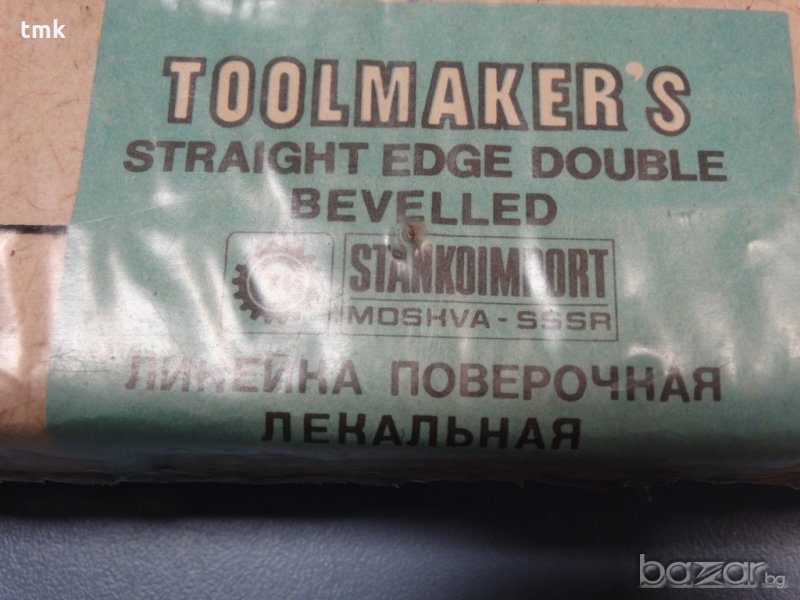 tmk
TOOLMAKER'S
STRAIGHT EDGE DOUBLE
BEVELLED
STANKOIMPORT
MOSKVA - SSSR
ЛИНЕЙКА ПОВЕРОЧНАЯ
ЛЕКАЛЬНАЯ
bazar.bg